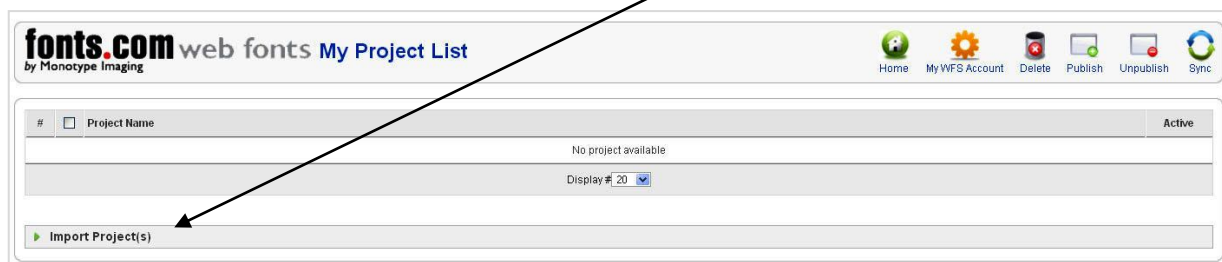 fonts.com web fonts My Project List
by Monotype Imaging
Home My WFS Account Delete Publish Unpublish Sync
# Project Name Active
No project available
Display # 20
Import Project(s)